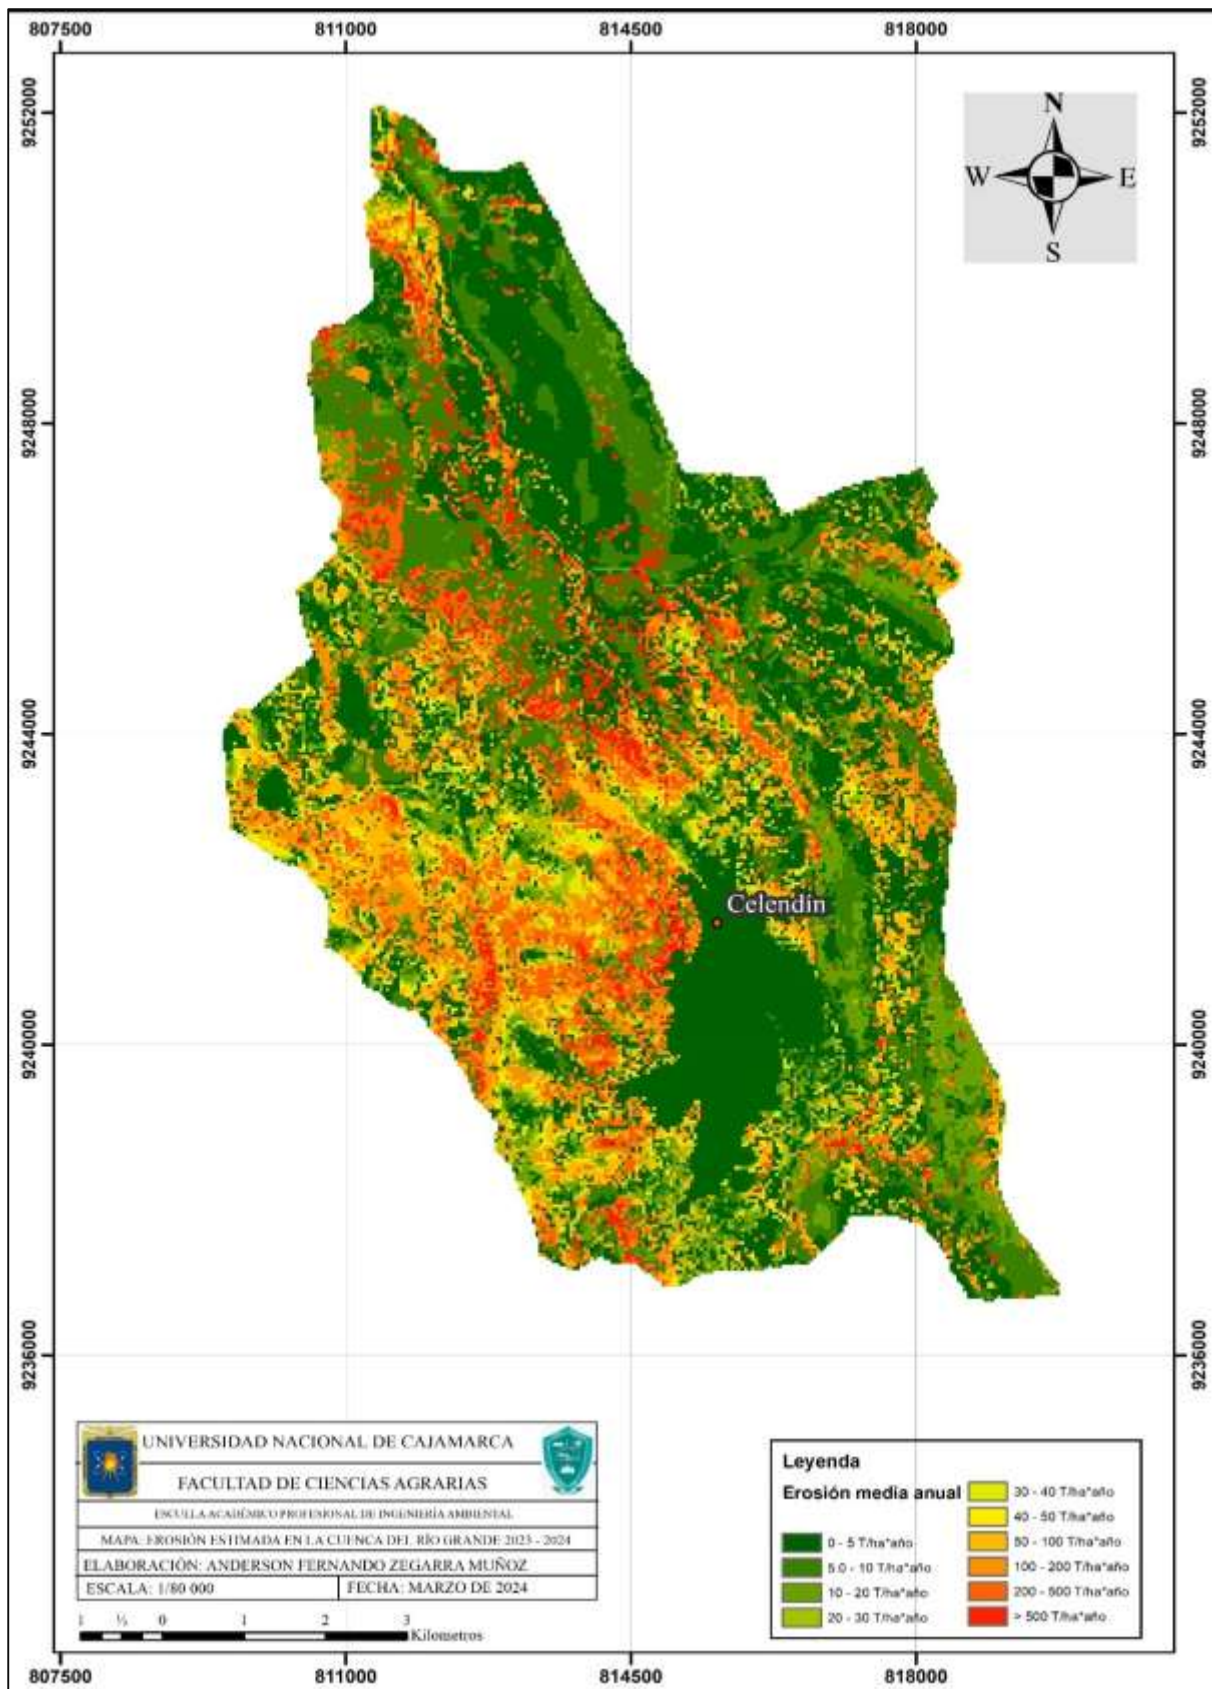 807500 811000 814500 818000
9252000 9252000
N
W E
S
9248000 9248000
9244000 9244000
Celendín
9240000 9240000
9236000 9236000
UNIVERSIDAD NACIONAL DE CAJAMARCA
FACULTAD DE CIENCIAS AGRARIAS
ESCUELA ACADÉMICO PROFESIONAL DE INGENIERÍA AMBIENTAL
MAPA: EROSIÓN ESTIMADA EN LA CUENCA DEL RÍO GRANDE 2023 - 2024
ELABORACIÓN: ANDERSON FERNANDO ZEGARRA MUÑOZ
ESCALA: 1/80 000 FECHA: MARZO DE 2024
1 ½ 0 1 2 3
Kilometros
Leyenda
Erosión media anual
0 - 5 T/ha*año
5.0 - 10 T/ha*año
10 - 20 T/ha*año
20 - 30 T/ha*año
30 - 40 T/ha*año
40 - 50 T/ha*año
50 - 100 T/ha*año
100 - 200 T/ha*año
200 - 500 T/ha*año
> 500 T/ha*año
807500 811000 814500 818000